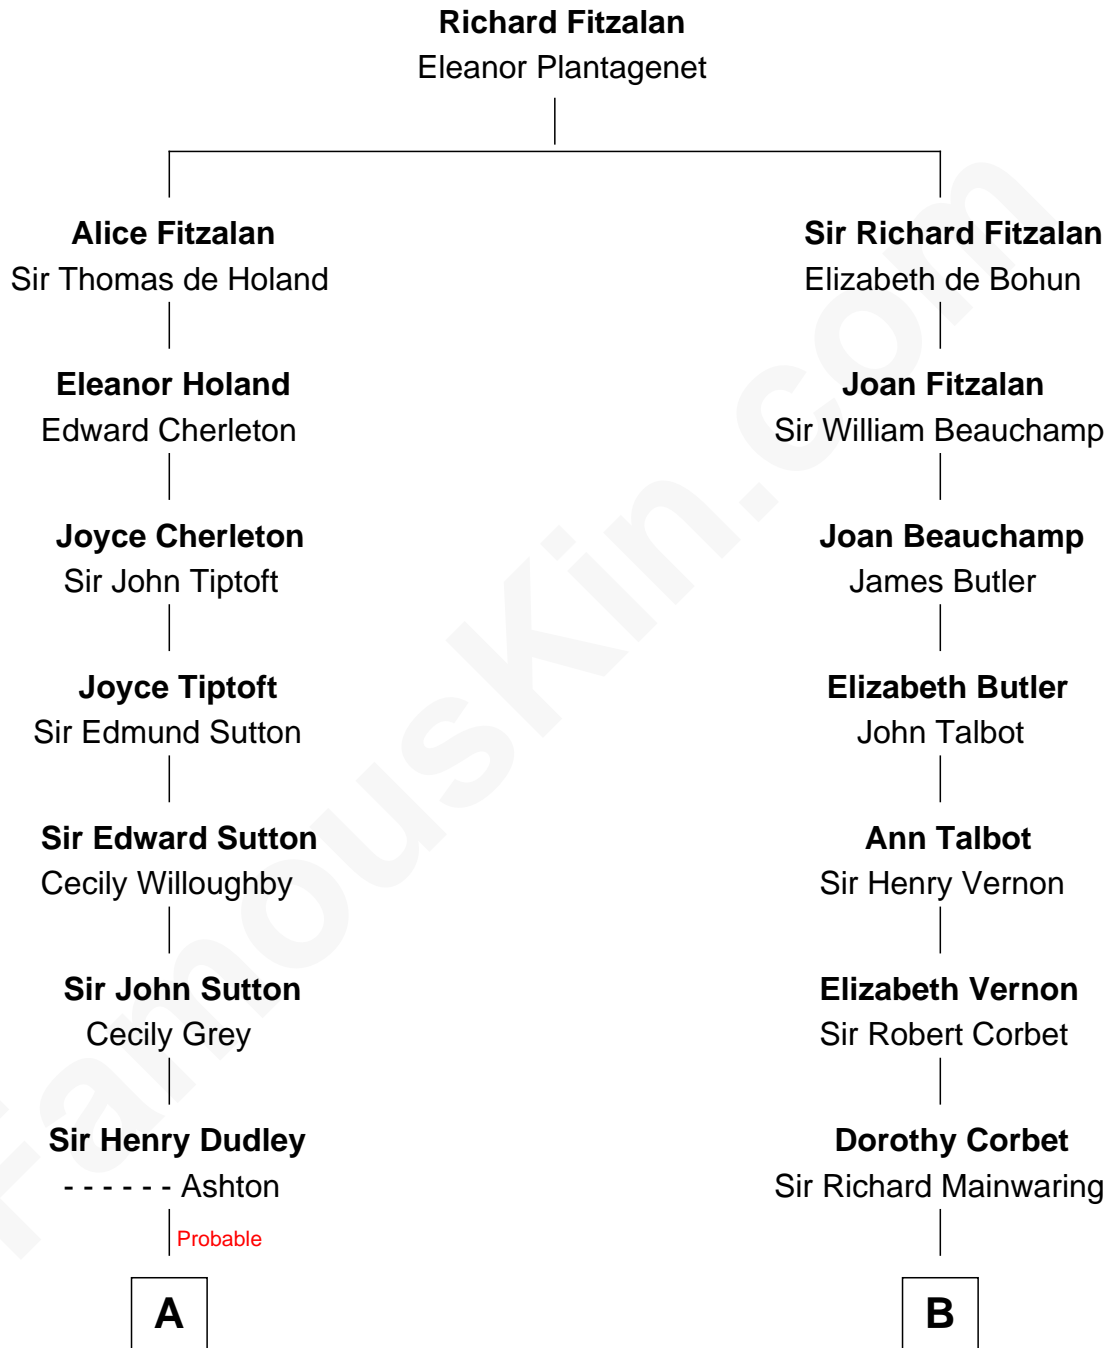 Richard Fitzalan
Eleanor Plantagenet
Alice Fitzalan
Sir Thomas de Holand
Eleanor Holand
Edward Cherleton
Joyce Cherleton
Sir John Tiptoft
Joyce Tiptoft
Sir Edmund Sutton
Sir Edward Sutton
Cecily Willoughby
Sir John Sutton
Cecily Grey
Sir Henry Dudley
- - - - - - Ashton
Probable
A
Sir Richard Fitzalan
Elizabeth de Bohun
Joan Fitzalan
Sir William Beauchamp
Joan Beauchamp
James Butler
Elizabeth Butler
John Talbot
Ann Talbot
Sir Henry Vernon
Elizabeth Vernon
Sir Robert Corbet
Dorothy Corbet
Sir Richard Mainwaring
B
FamousKin.com